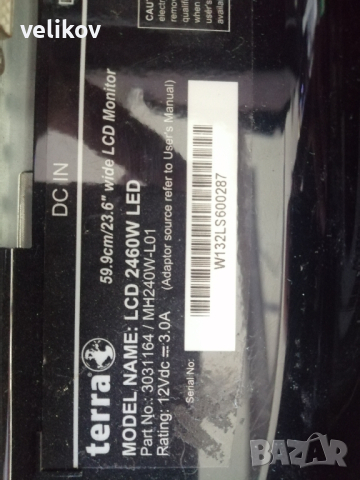 velikov
DC IN
terra
59.9cm/23.6" wide LCD Monitor
MODEL NAME: LCD 2460W LED
Part No.: 3031164 / MH240W-L01
Rating: 12Vdc ⎓ 3.0A
(Adaptor source refer to User's Manual)
Serial No.:
W132LS600287
BAZAR